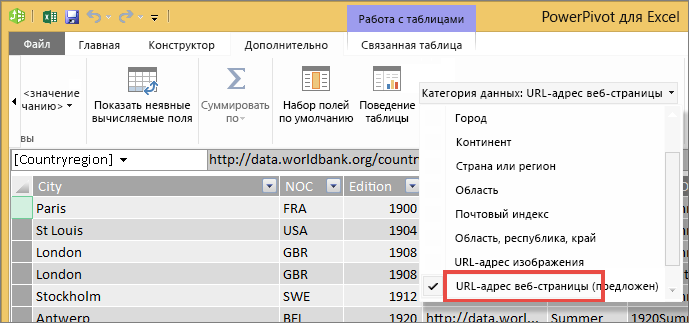 Работа с таблицами
PowerPivot для Excel
Файл Главная Конструктор Дополнительно Связанная таблица
<значение
чанию>
вы
Показать неявные
вычисляемые поля
Суммировать
по
Набор полей
по умолчанию
Поведение
таблицы
Категория данных: URL-адрес веб-страницы
Город
Континент
Страна или регион
Область
Почтовый индекс
Область, республика, край
URL-адрес изображения
URL-адрес веб-страницы (предложен)
[Countryregion] http://data.worldbank.org/count
City NOC Edition
Paris FRA 1900
St Louis USA 1904
London GBR 1908
London GBR 1908
Stockholm SWE 1912
Antwerp BEL 1920 http://data.worl... Summer 1920Summ